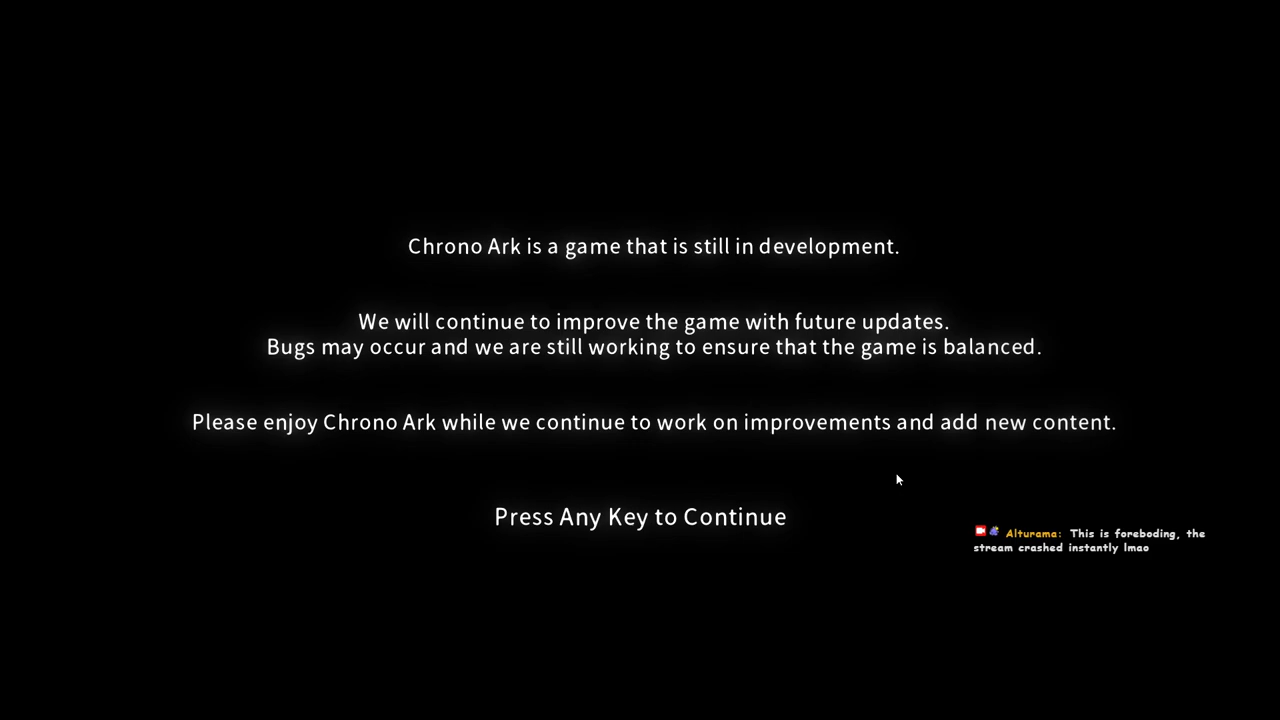 Chrono Ark is a game that is still in development.
We will continue to improve the game with future updates.
Bugs may occur and we are still working to ensure that the game is balanced.
Please enjoy Chrono Ark while we continue to work on improvements and add new content.
Press Any Key to Continue
Alturama: This is foreboding, the
stream crashed instantly lmao